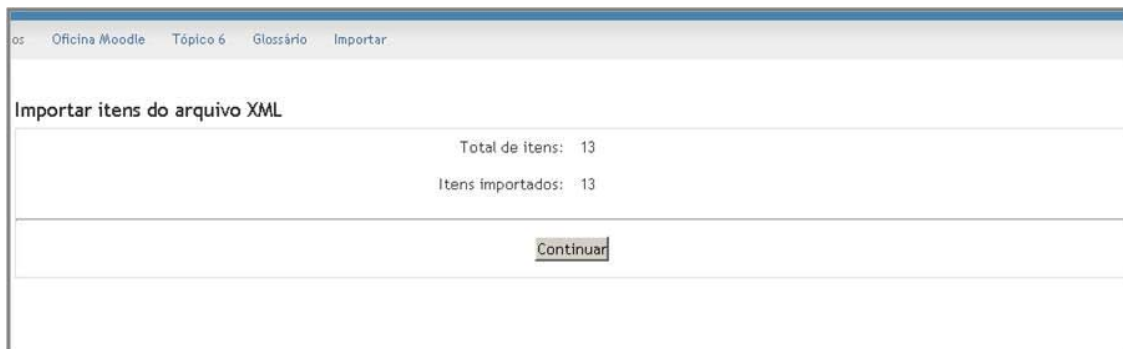 os Oficina Moodle Tópico 6 Glossário Importar
Importar itens do arquivo XML
Total de itens: 13
Itens importados: 13
Continuar